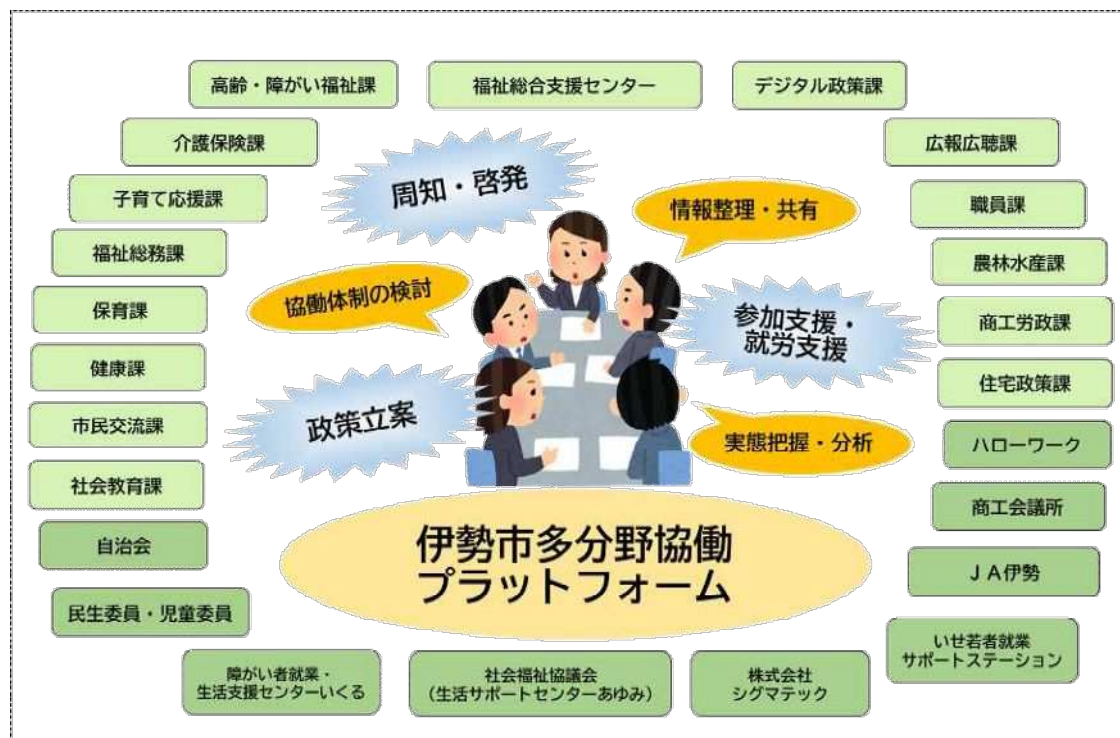 高齢・障がい福祉課
福祉総合支援センター
デジタル政策課
介護保険課
広報広聴課
周知・啓発
子育て応援課
情報整理・共有
職員課
福祉総務課
農林水産課
協働体制の検討
保育課
参加支援・
就労支援
商工労政課
健康課
住宅政策課
政策立案
市民交流課
実態把握・分析
ハローワーク
社会教育課
商工会議所
自治会
伊勢市多分野協働
プラットフォーム
JA伊勢
民生委員・児童委員
いせ若者就業
サポートステーション
障がい者就業・
生活支援センターいくる
社会福祉協議会
(生活サポートセンターあゆみ)
株式会社
シグマテック